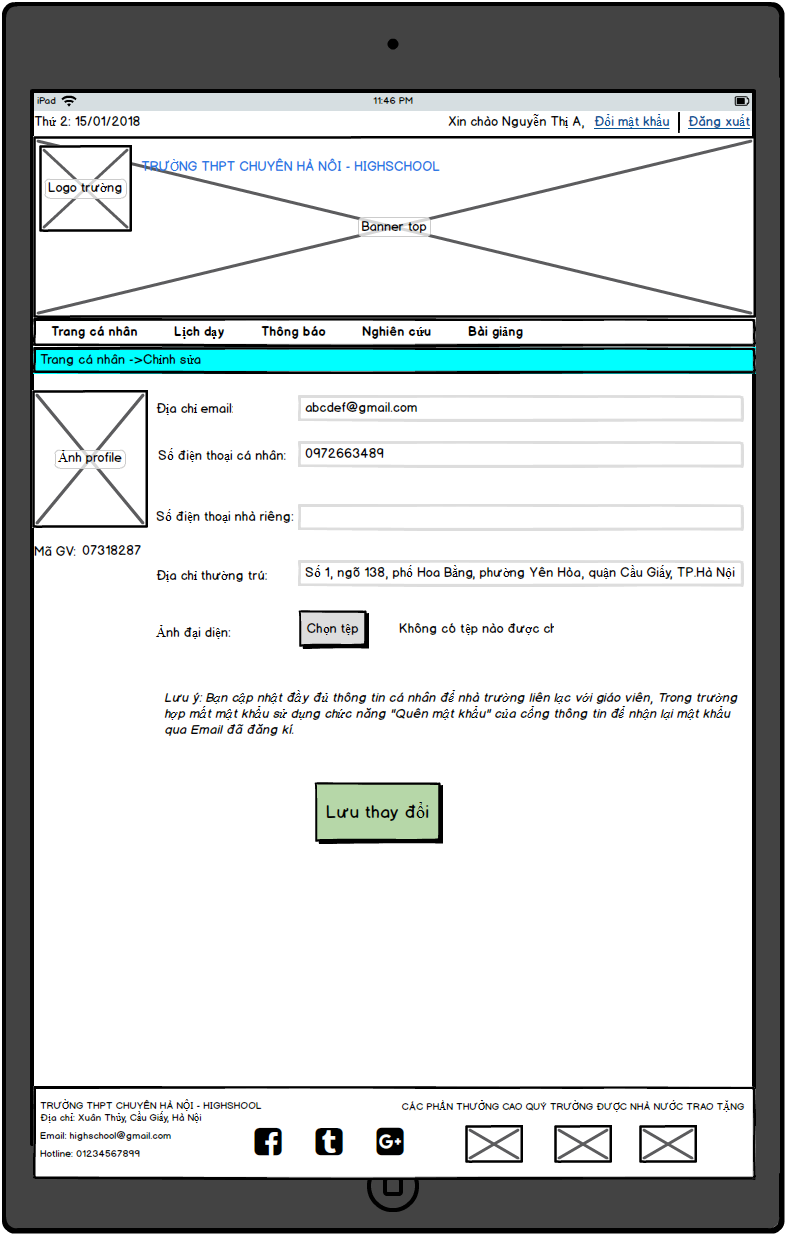 iPad
11:46 PM
Thứ 2: 15/01/2018
Xin chào Nguyễn Thị A, Đổi mật khẩu Đăng xuất
Logo trường
TRƯỜNG THPT CHUYÊN HÀ NÔI - HIGHSCHOOL
Banner top
Trang cá nhân Lịch dạy Thông báo Nghiên cứu Bài giảng
Trang cá nhân ->Chỉnh sửa
Ảnh profile
Mã GV: 07318287
Địa chỉ email: abcdef@gmail.com
Số điện thoại cá nhân: 0972663489
Số điện thoại nhà riêng:
Địa chỉ thường trú: Số 1, ngõ 138, phố Hoa Bằng, phường Yên Hòa, quận Cầu Giấy, TP.Hà Nội
Ảnh đại diện: Chọn tệp Không có tệp nào được ch
Lưu ý: Bạn cập nhật đầy đủ thông tin cá nhân để nhà trường liên lạc với giáo viên, Trong trường
hợp mất mật khẩu sử dụng chức năng "Quên mật khẩu" của cổng thông tin để nhận lại mật khẩu
qua Email đã đăng kí.
Lưu thay đổi
TRƯỜNG THPT CHUYÊN HÀ NỘI - HIGHSHOOL
Địa chỉ: Xuân Thủy, Cầu Giấy, Hà Nội
Email: highschool@gmail.com
Hotline: 01234567899
CÁC PHẦN THƯỞNG CAO QUÝ TRƯỜNG ĐƯỢC NHÀ NƯỚC TRAO TẶNG